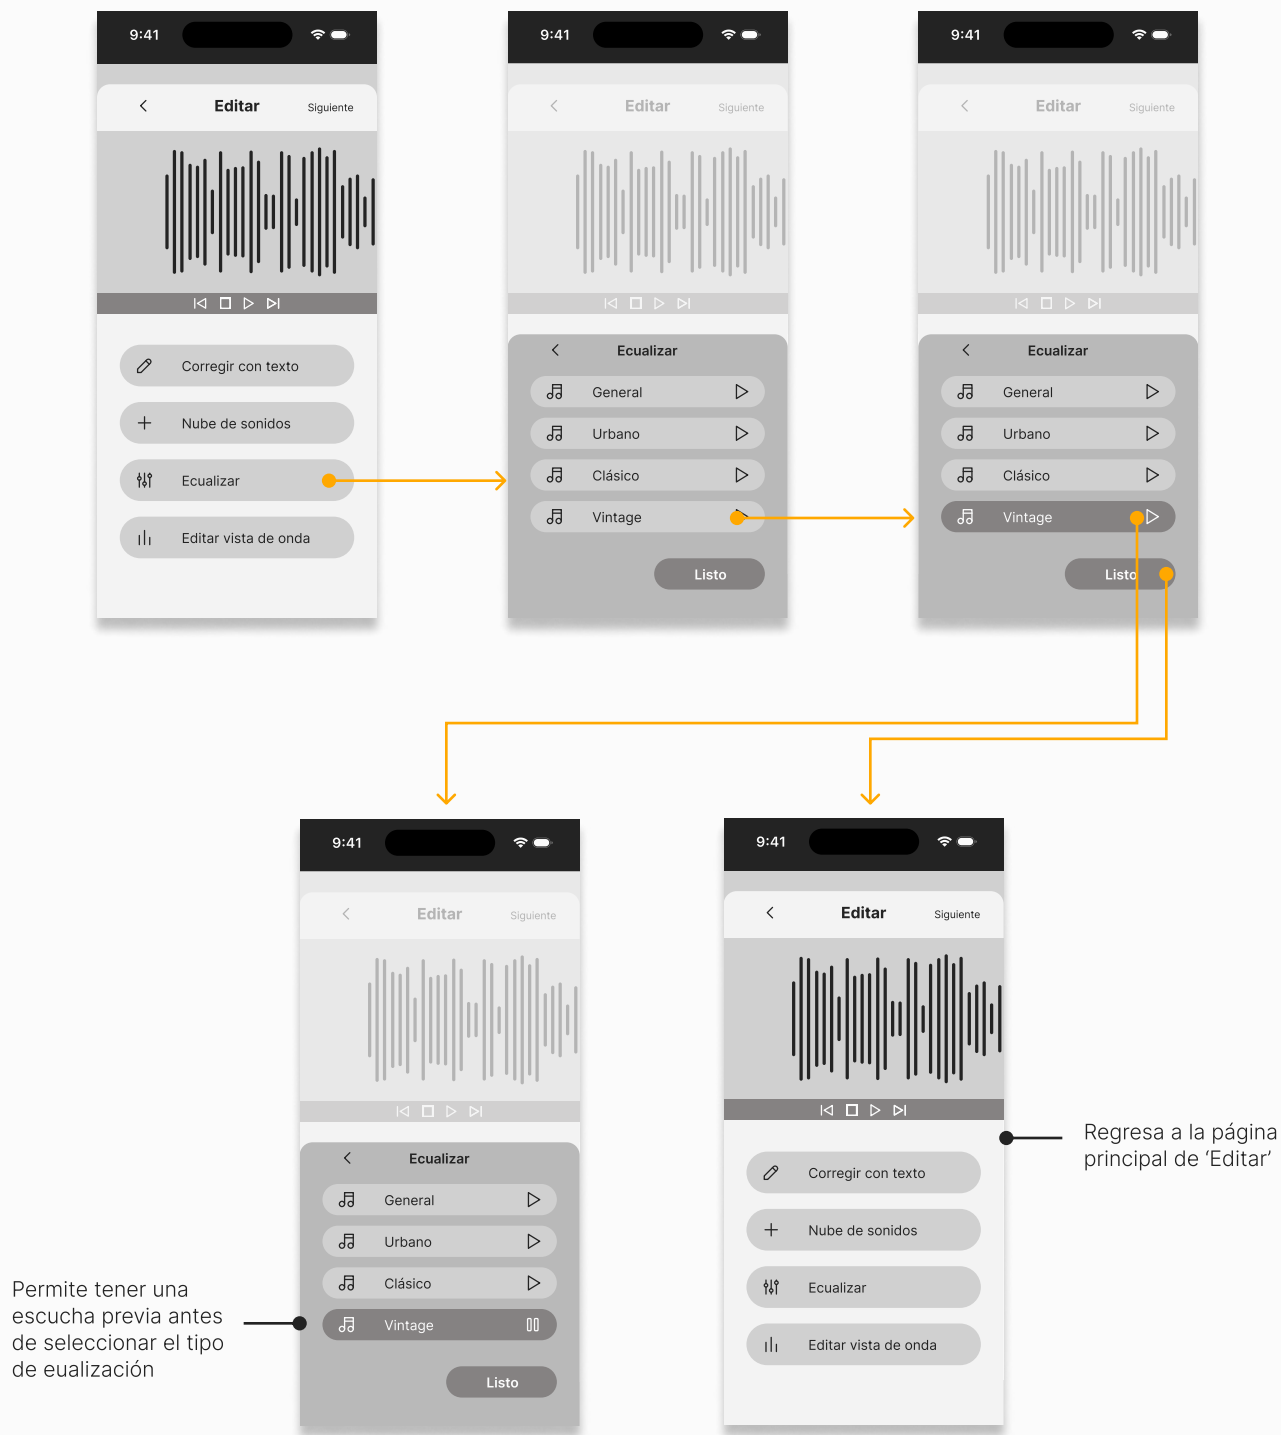 9:41
Editar
Siguiente
Corregir con texto
Nube de sonidos
Ecualizar
Editar vista de onda
9:41
Editar
Siguiente
Ecualizar
General
Urbano
Clásico
Vintage
Listo
9:41
Editar
Siguiente
Ecualizar
General
Urbano
Clásico
Vintage
Listo
9:41
Editar
Siguiente
Ecualizar
General
Urbano
Clásico
Vintage
Listo
Permite tener una
escucha previa antes
de seleccionar el tipo
de eualización
9:41
Editar
Siguiente
Corregir con texto
Nube de sonidos
Ecualizar
Editar vista de onda
Regresa a la página
principal de ‘Editar’